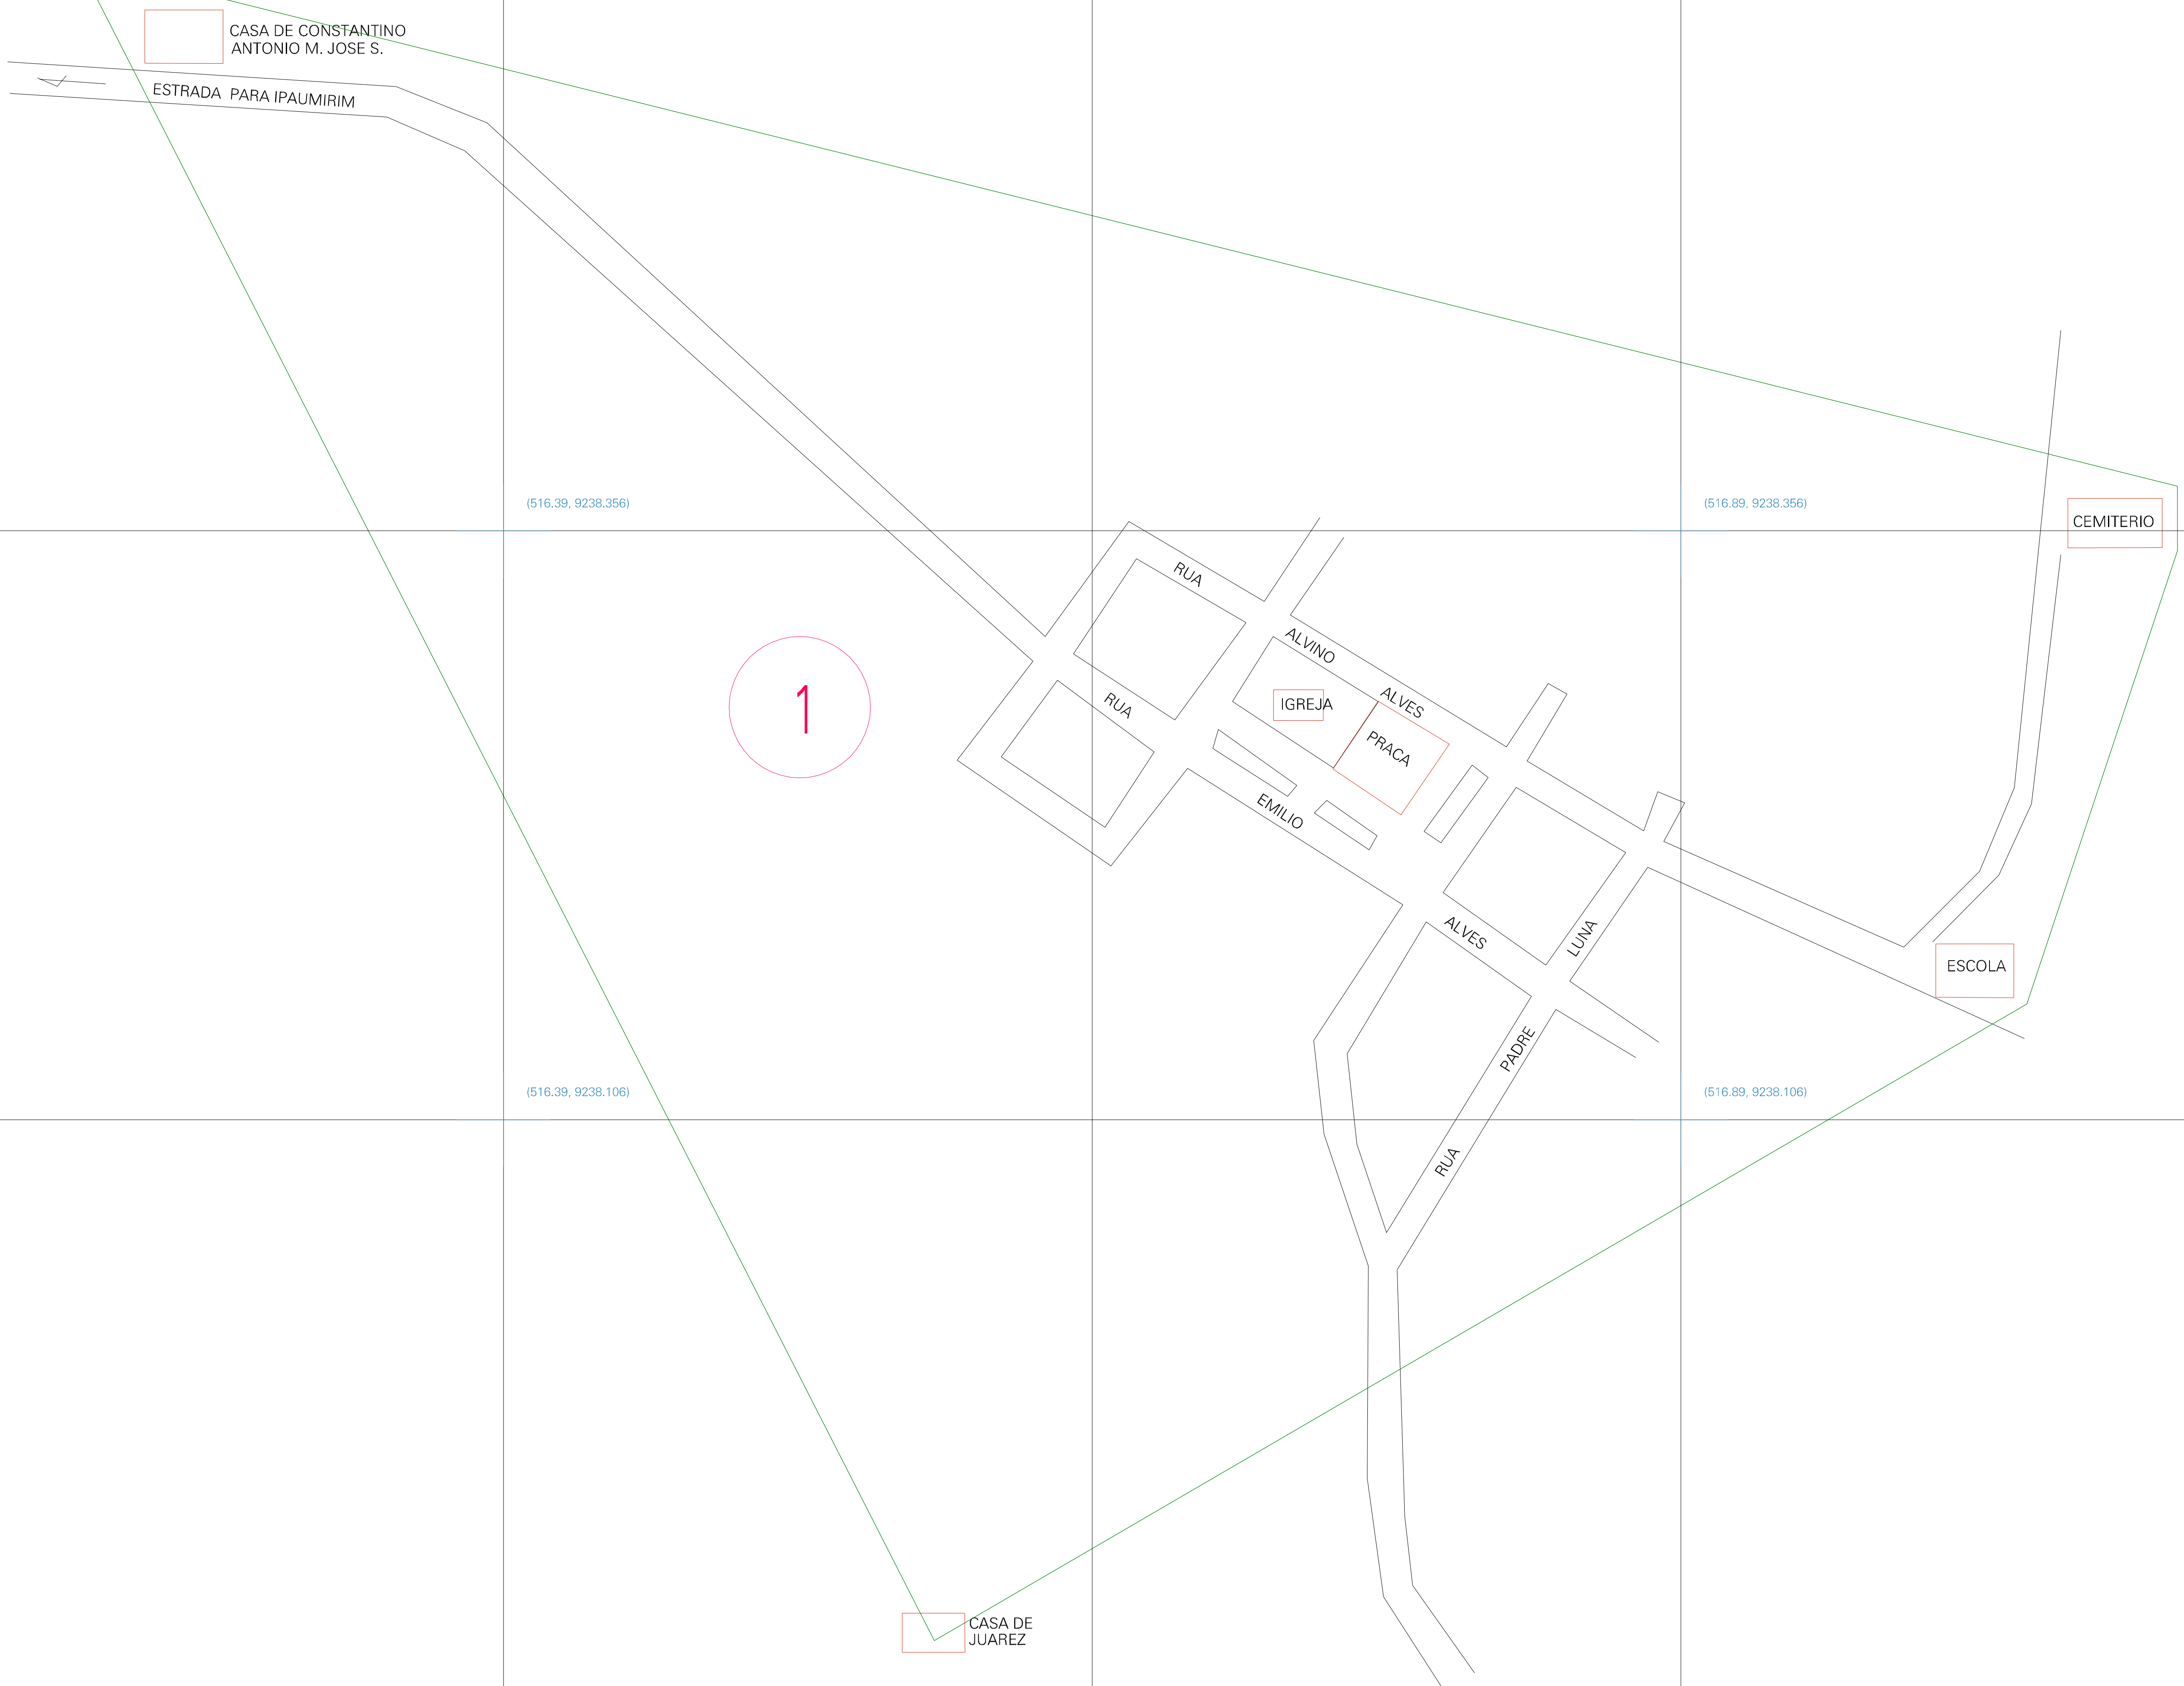 CASA DE CONSTANTINO
ANTONIO M. JOSE S.
ESTRADA PARA IPAUMIRIM
(516.39, 9238.356)
(516.89, 9238.356)
CEMITERIO
RUA
ALVINO
ALVES
1
RUA
IGREJA
PRACA
EMILIO
ALVES
LUNA
ESCOLA
PADRE
(516.39, 9238.106)
(516.89, 9238.106)
RUA
CASA DE
JUAREZ